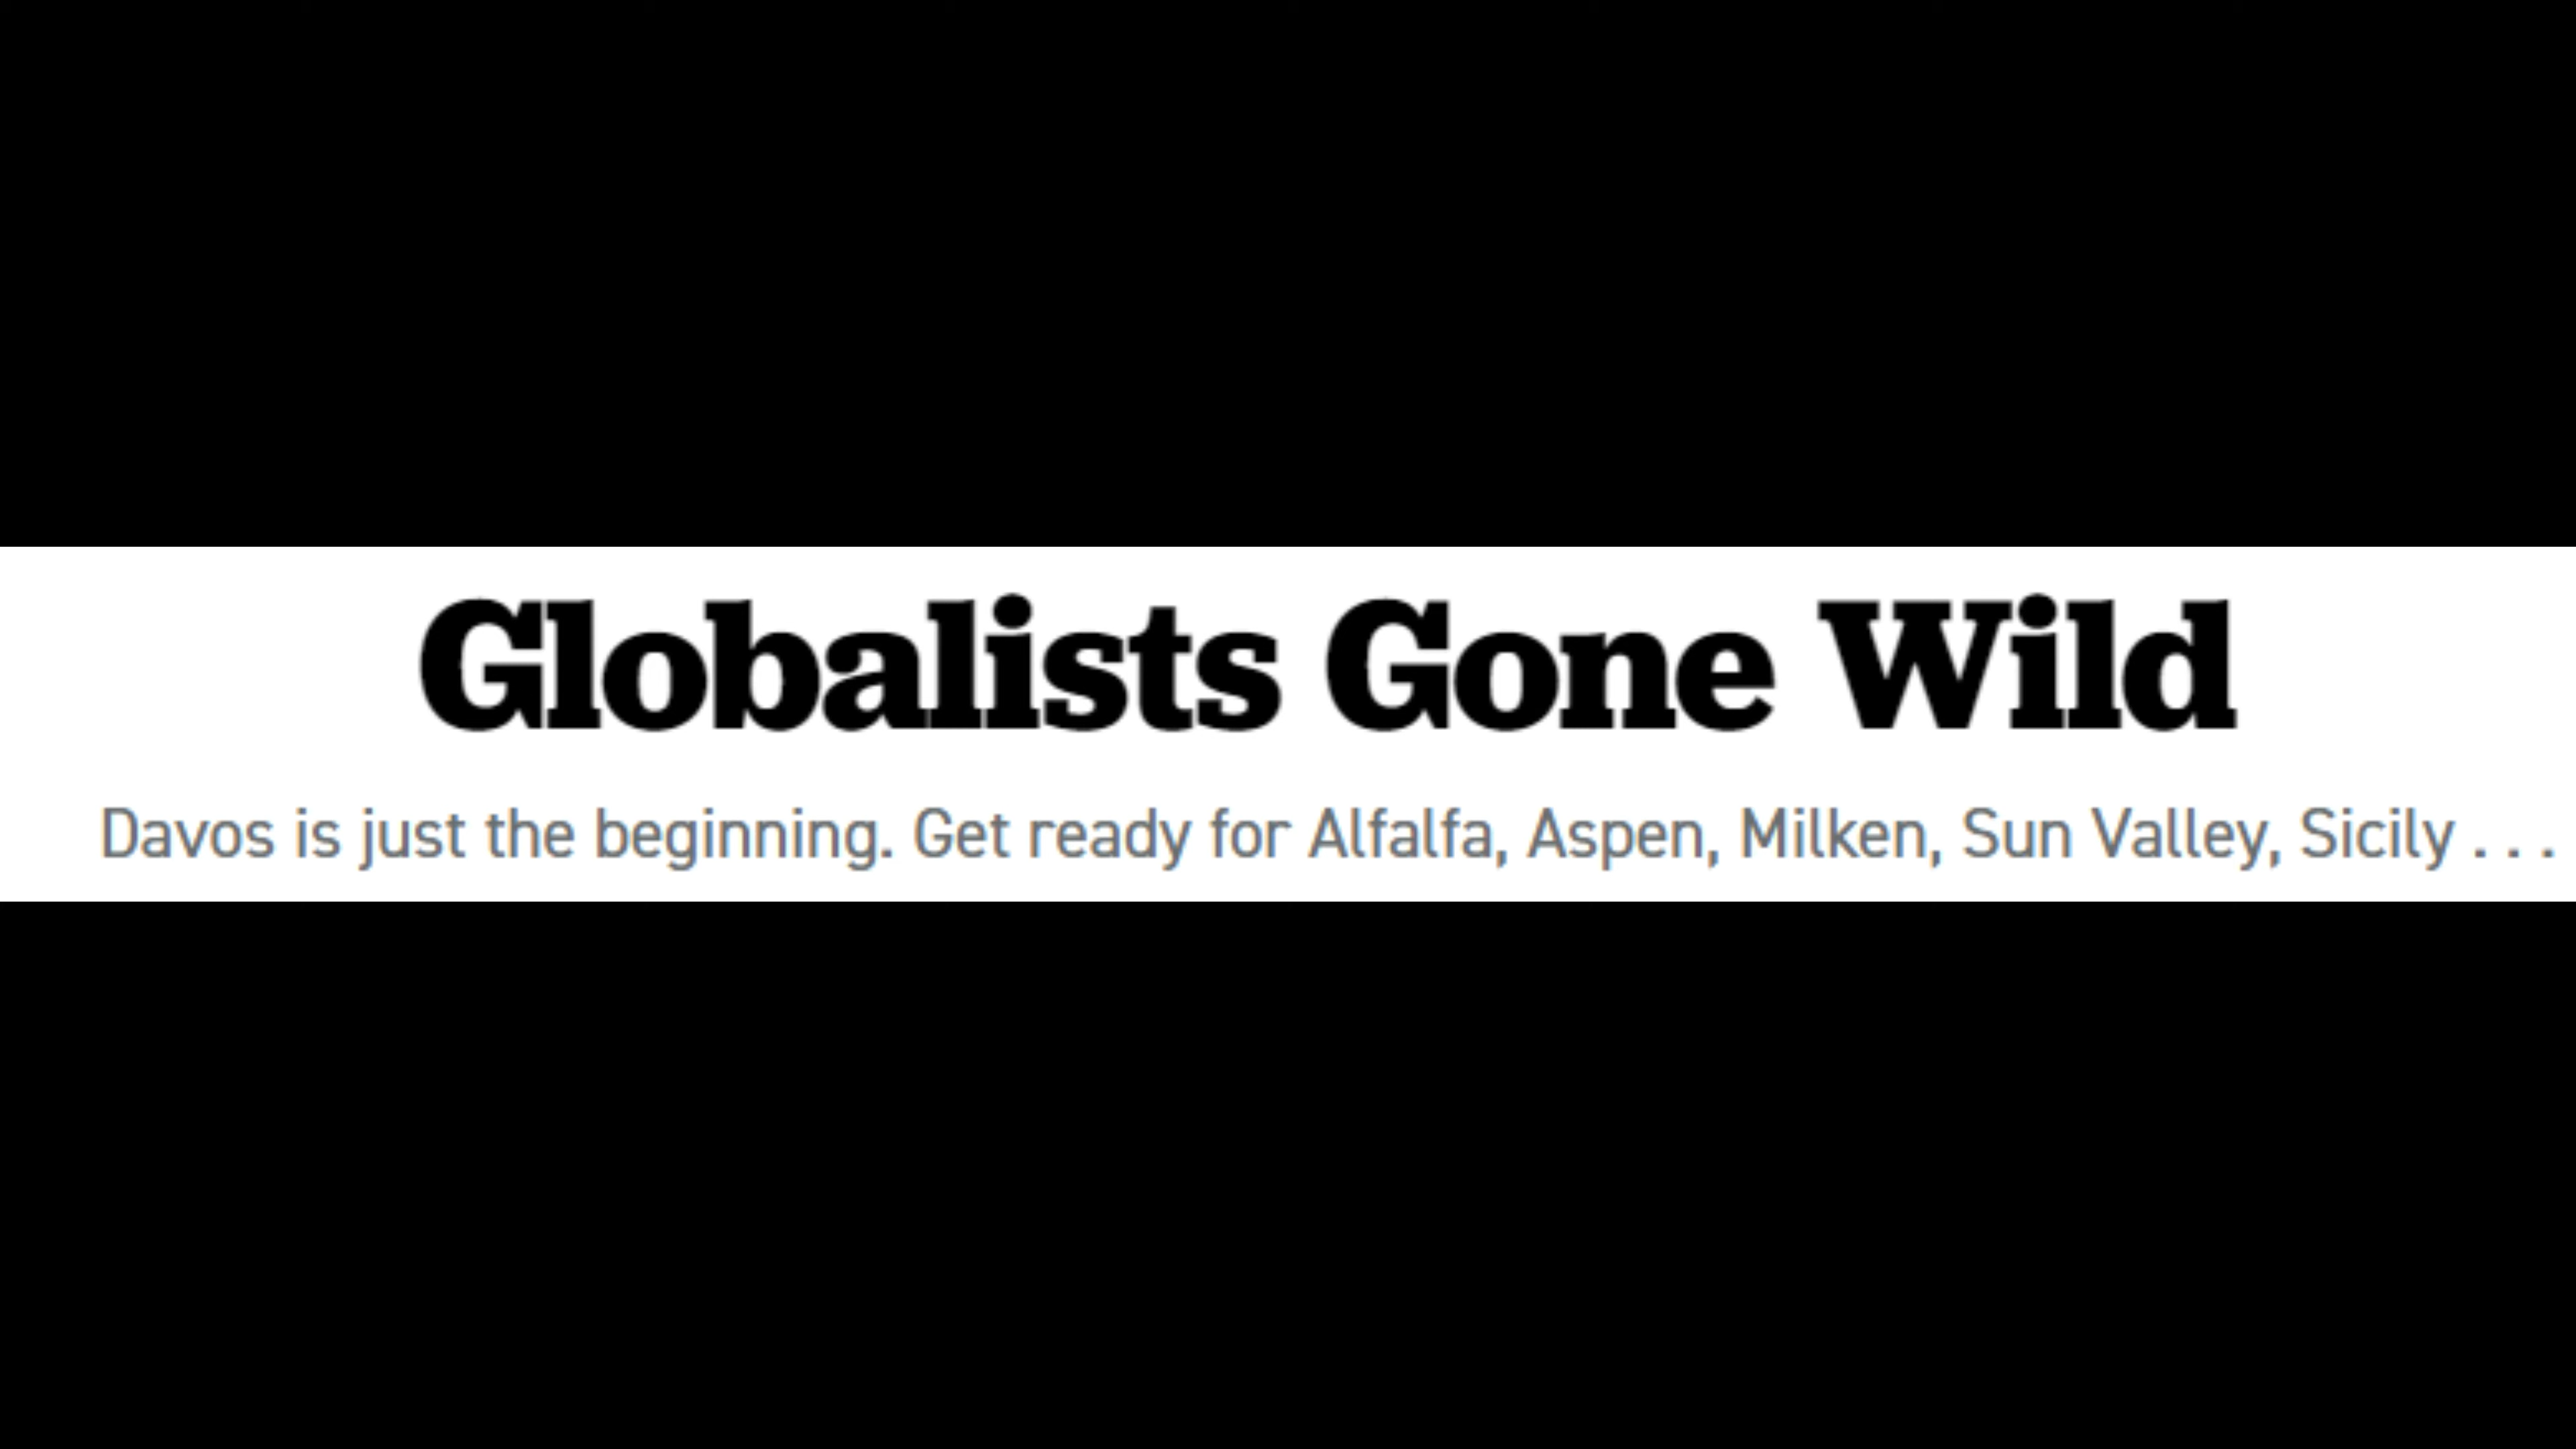 Globalists Gone Wild
Davos is just the beginning. Get ready for Alfalfa, Aspen, Milken, Sun Valley, Sicily . . .